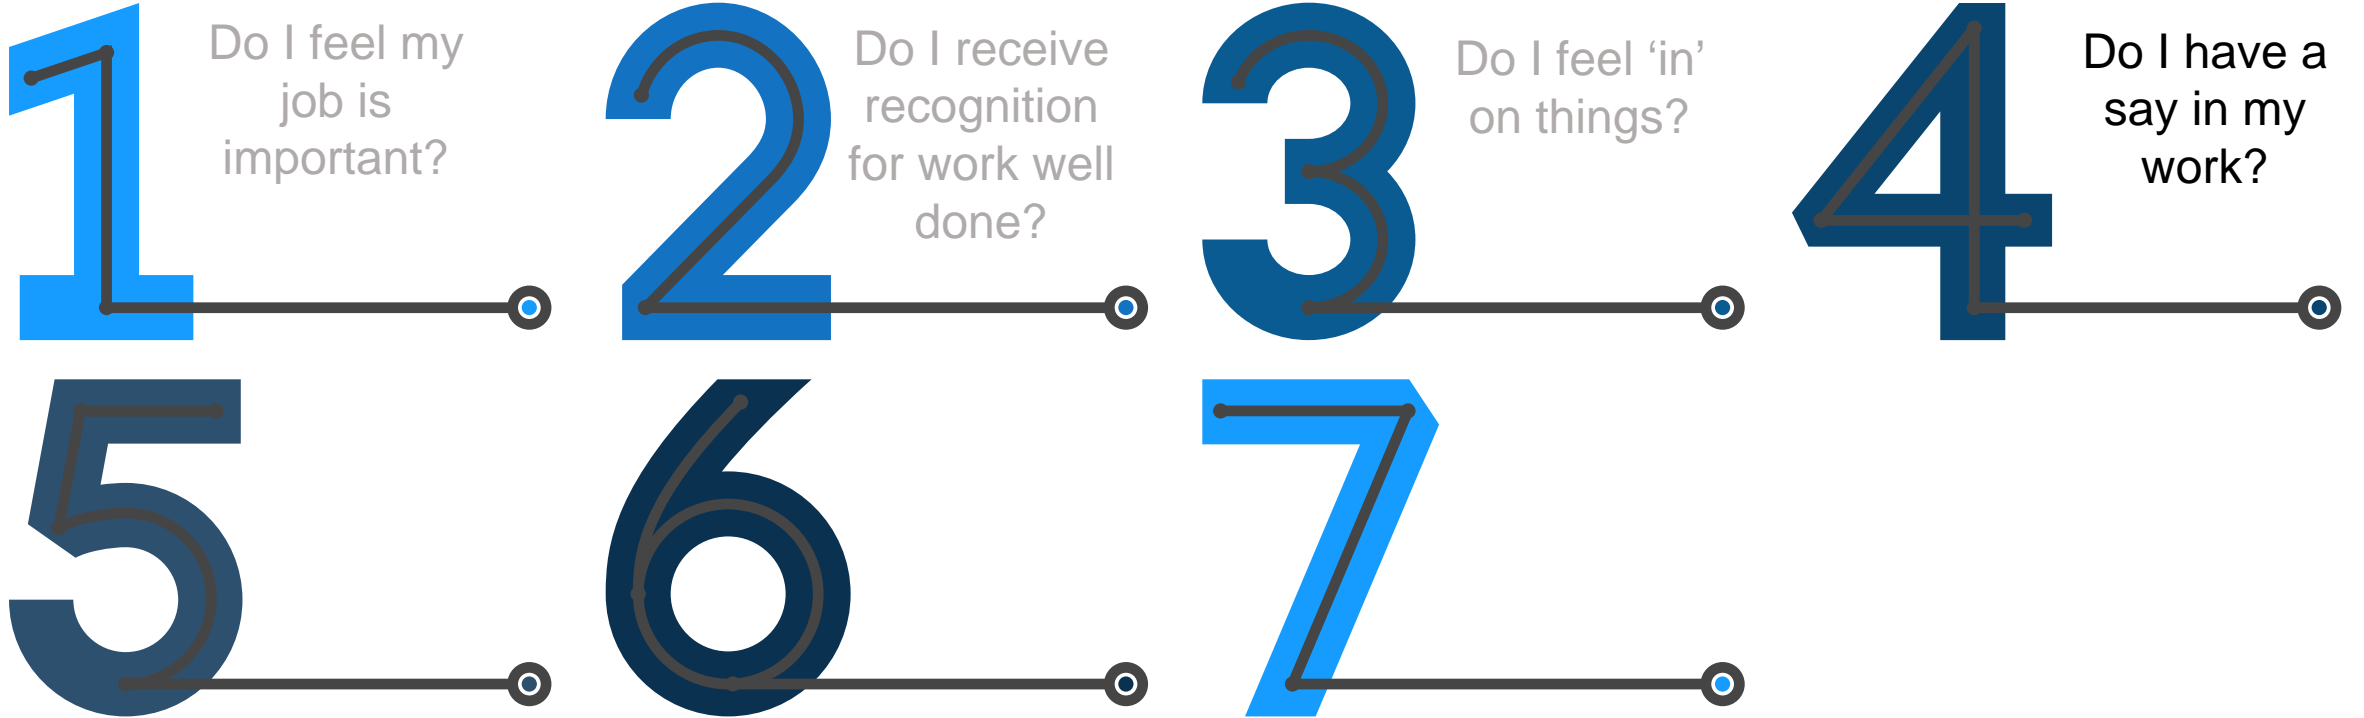 1
Do I feel my
job is
important?
2
Do I receive
recognition
for work well
done?
3
Do I feel ‘in’
on things?
4
Do I have a
say in my
work?
5
6
7